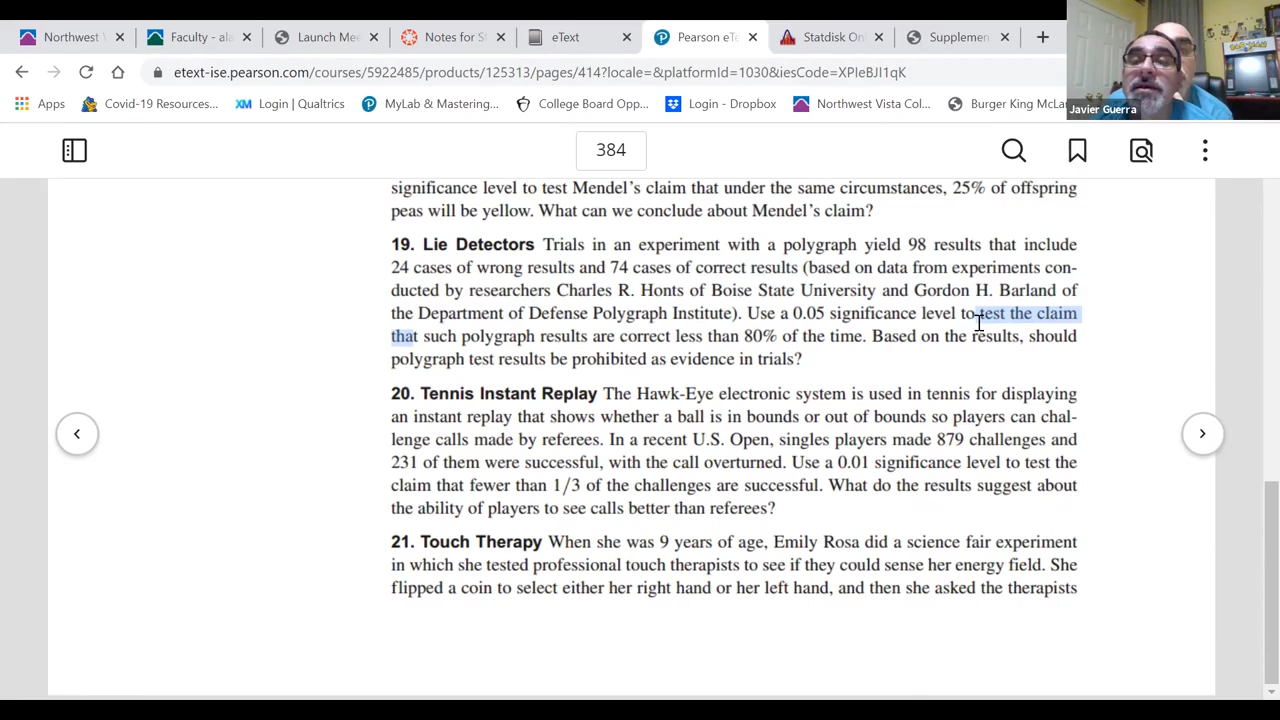 Northwest V
Faculty - ala
Launch Mee
Notes for S
eText
Pearson eTe
Statdisk On
Supplemen
etext-ise.pearson.com/courses/5922485/products/125313/pages/414?locale=&platformId=1030&iesCode=XPIeBJI1qK
Apps
Covid-19 Resources...
XM Login | Qualtrics
MyLab & Mastering...
College Board Opp...
Login - Dropbox
Northwest Vista Col...
Burger King McLa
Javier Guerra
384
significance level to test Mendel's claim that under the same circumstances, 25% of offspring
peas will be yellow. What can we conclude about Mendel's claim?
19. Lie Detectors Trials in an experiment with a polygraph yield 98 results that include
24 cases of wrong results and 74 cases of correct results (based on data from experiments con-
ducted by researchers Charles R. Honts of Boise State University and Gordon H. Barland of
the Department of Defense Polygraph Institute). Use a 0.05 significance level to test the claim
that such polygraph results are correct less than 80% of the time. Based on the results, should
polygraph test results be prohibited as evidence in trials?
20. Tennis Instant Replay The Hawk-Eye electronic system is used in tennis for displaying
an instant replay that shows whether a ball is in bounds or out of bounds so players can chal-
lenge calls made by referees. In a recent U.S. Open, singles players made 879 challenges and
231 of them were successful, with the call overturned. Use a 0.01 significance level to test the
claim that fewer than 1/3 of the challenges are successful. What do the results suggest about
the ability of players to see calls better than referees?
21. Touch Therapy When she was 9 years of age, Emily Rosa did a science fair experiment
in which she tested professional touch therapists to see if they could sense her energy field. She
flipped a coin to select either her right hand or her left hand, and then she asked the therapists